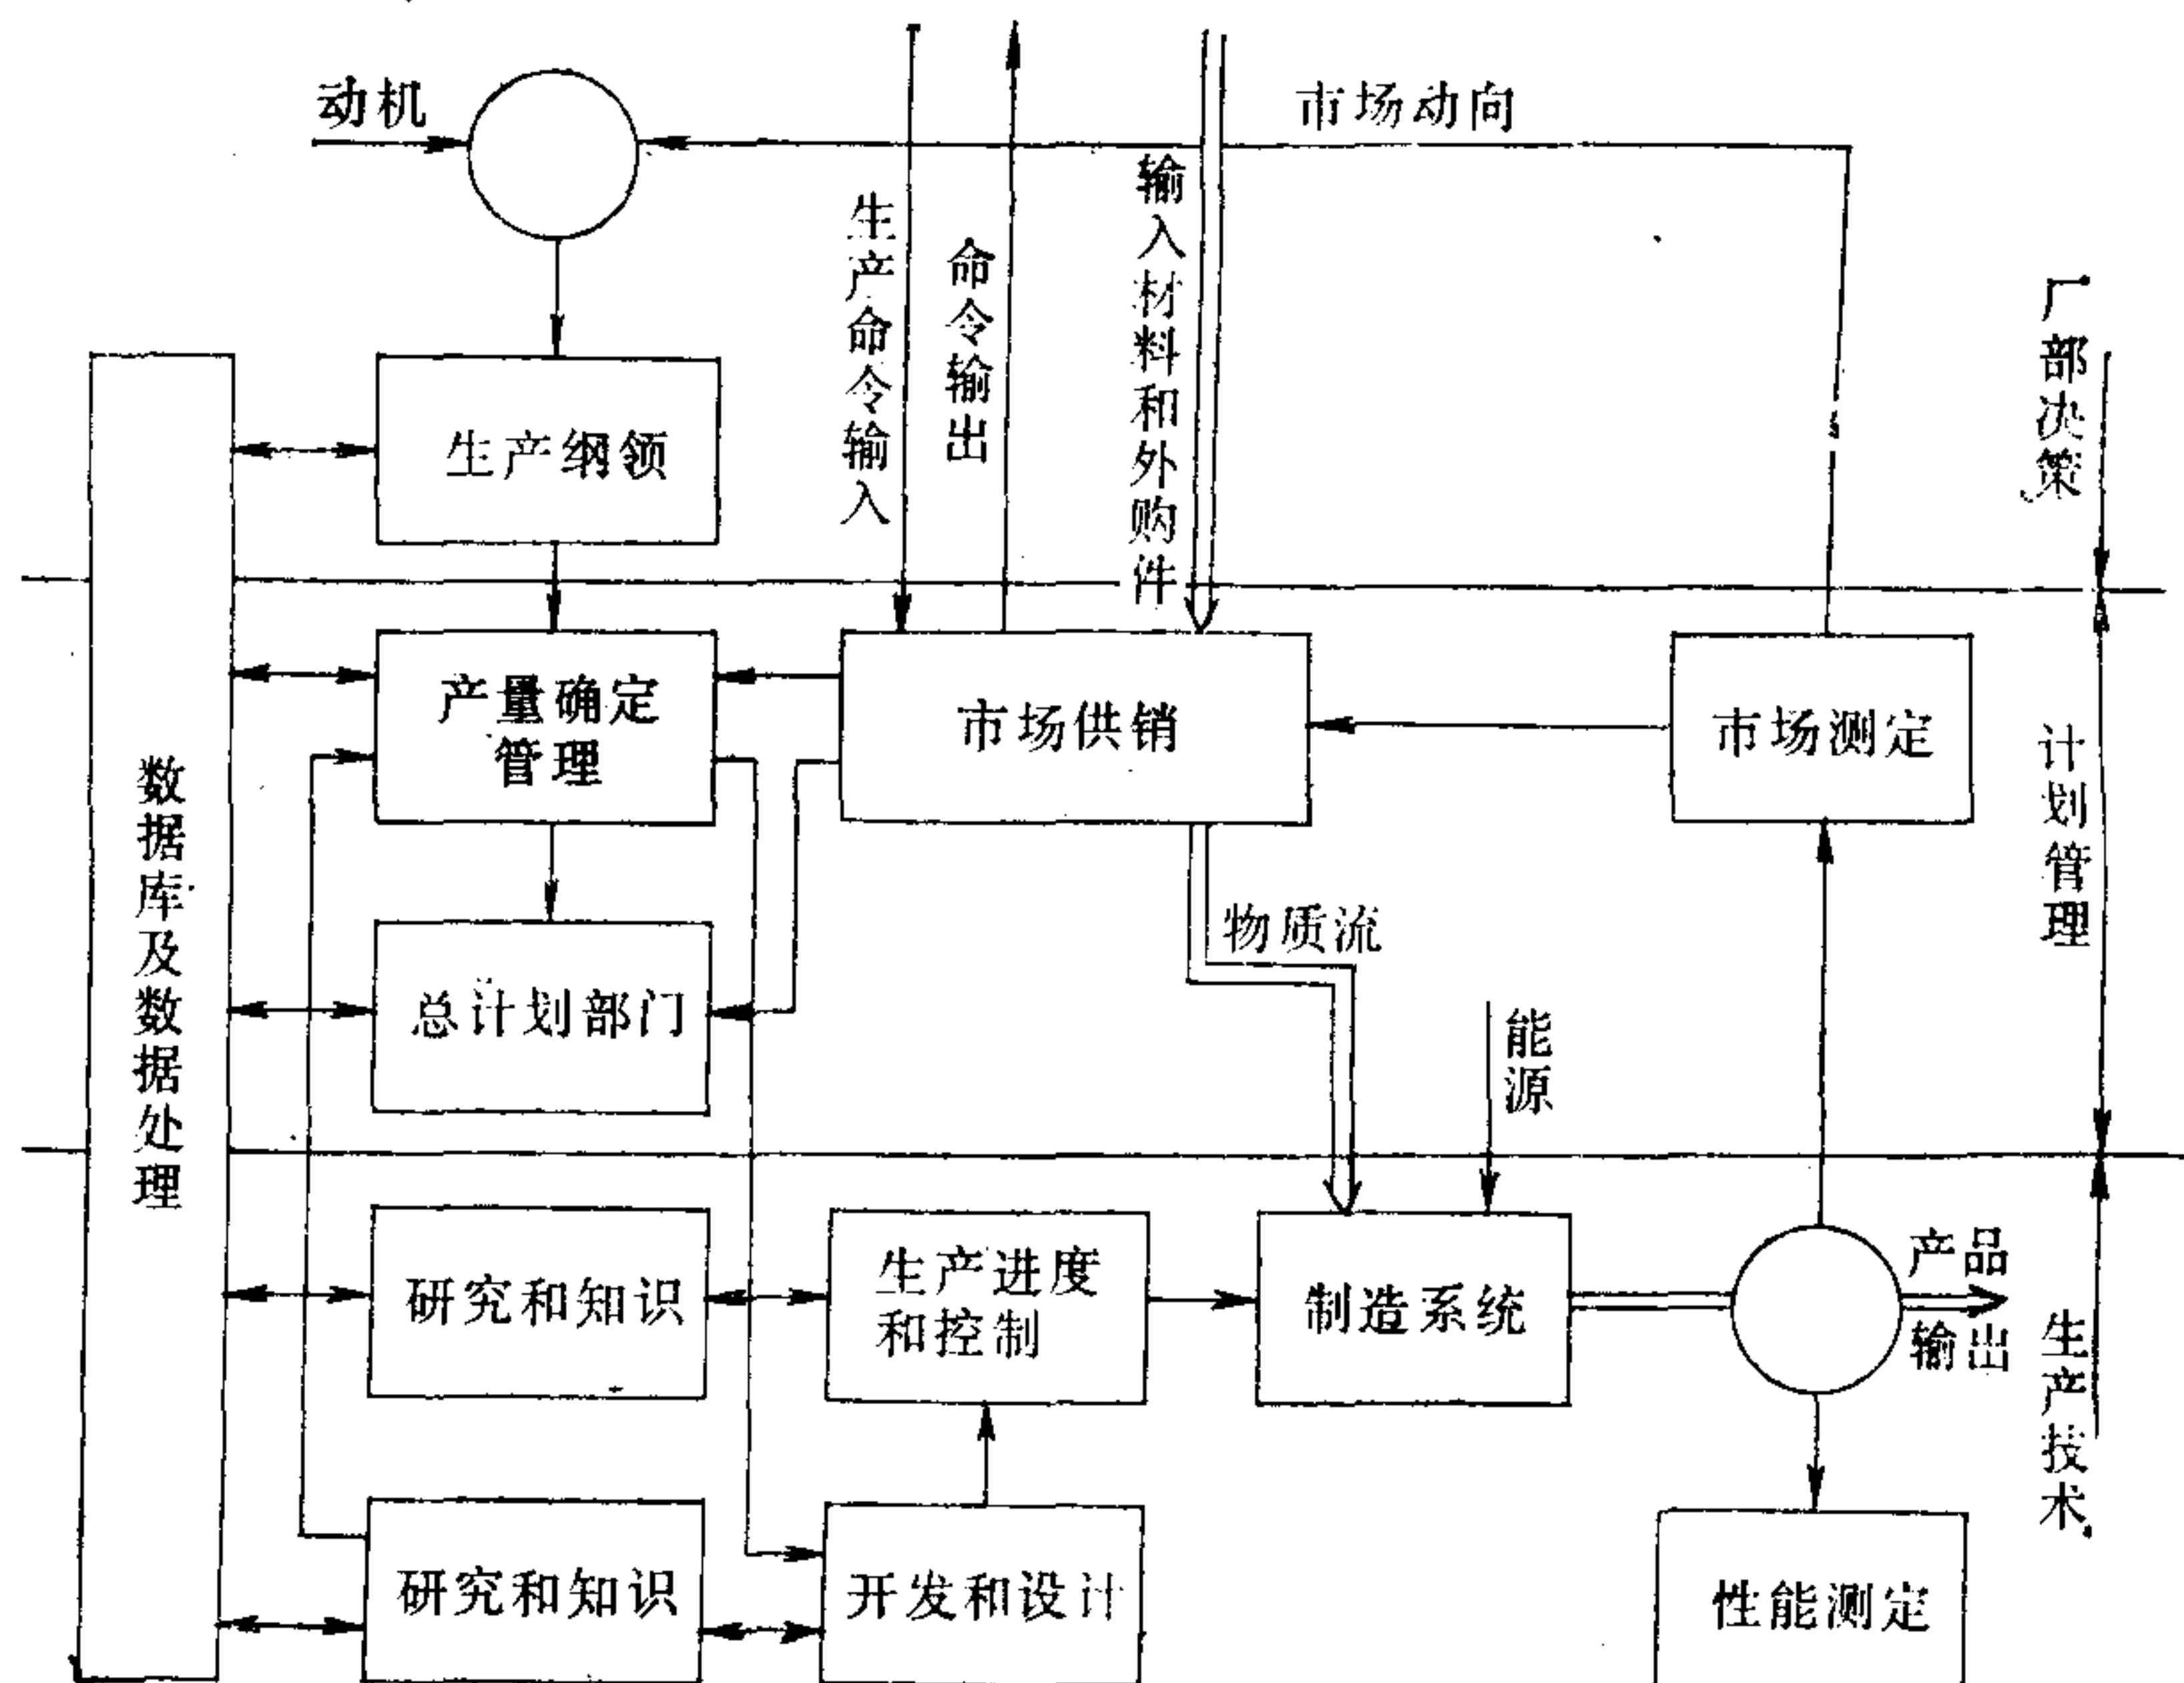 动机
市场动向
生产命令输入
命令输出
输入材料和外购件
厂部决策
生产纲领
产量确定
管理
市场供销
市场测定
计划管理
数据库及数据处理
物质流
总计划部门
能源
研究和知识
生产进度
和控制
制造系统
产品
输出
生产技术
研究和知识
开发和设计
性能测定